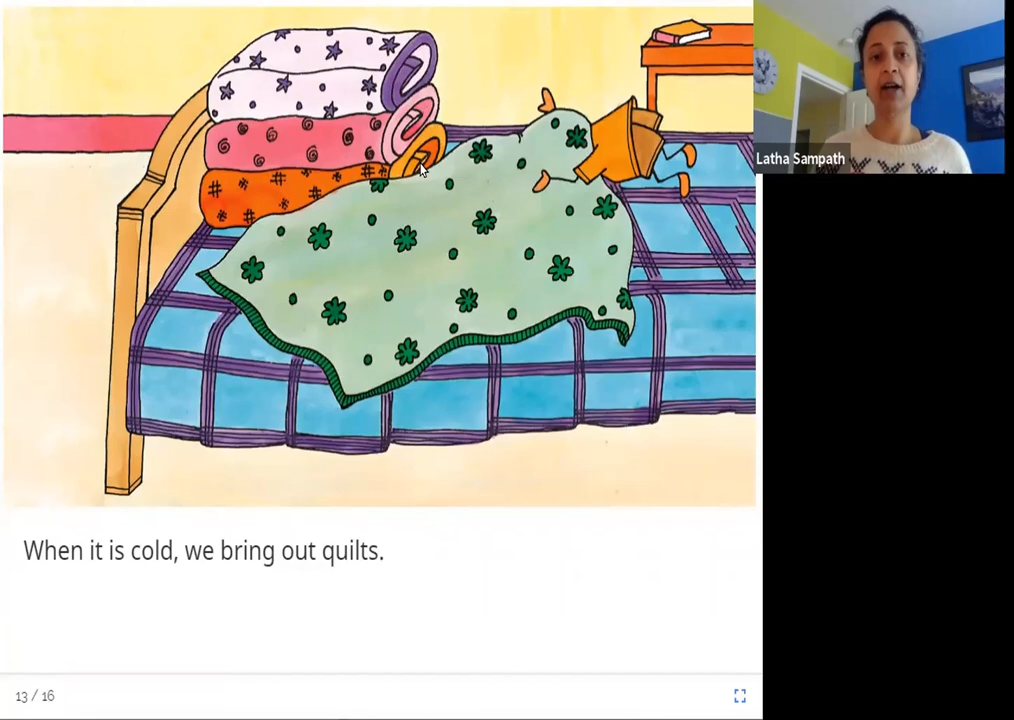 Latha Sampath
When it is cold, we bring out quilts.
13 / 16